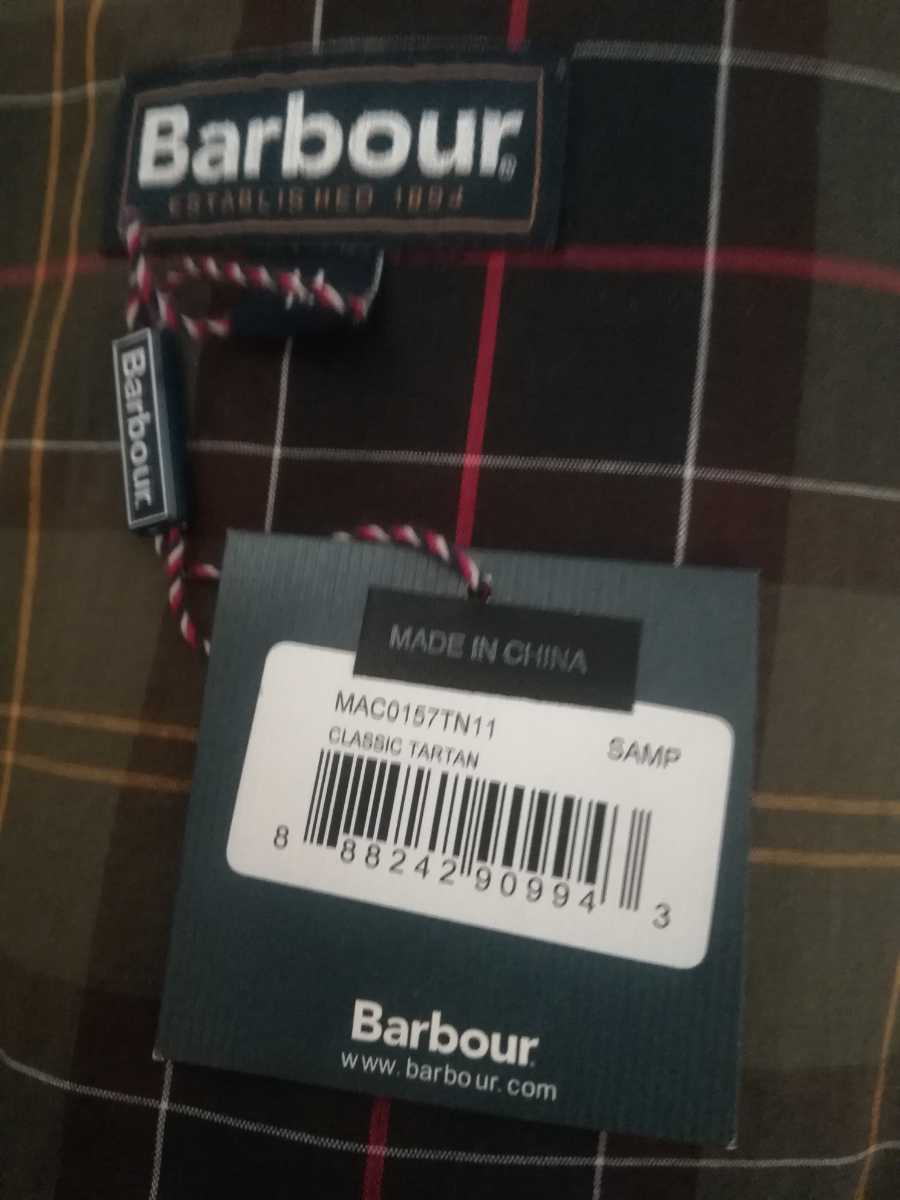 Barbour®
ESTABLISHED 1894
Barbour
MADE IN CHINA
MAC0157TN11
CLASSIC TARTAN
SAMP
8 88242 90994 3
Barbour
www.barbour.com